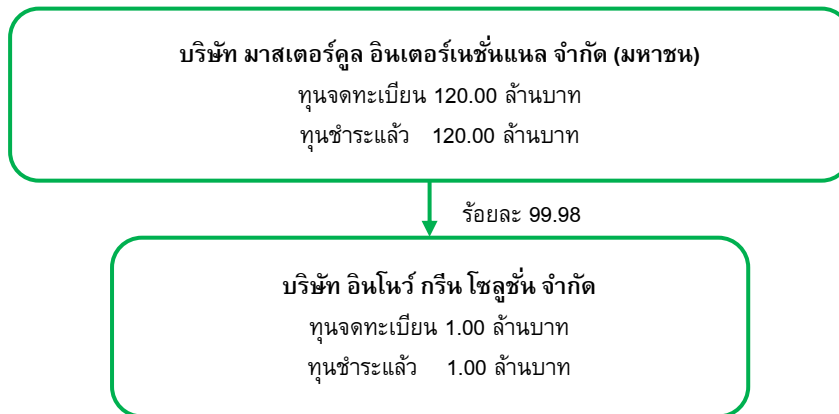 บริษัท มาสเตอร์คูล อินเตอร์เนชั่นแนล จำกัด (มหาชน)
ทุนจดทะเบียน 120.00 ล้านบาท
ทุนชำระแล้ว 120.00 ล้านบาท
ร้อยละ 99.98
บริษัท อินโนว์ กรีน โซลูชั่น จำกัด
ทุนจดทะเบียน 1.00 ล้านบาท
ทุนชำระแล้ว 1.00 ล้านบาท